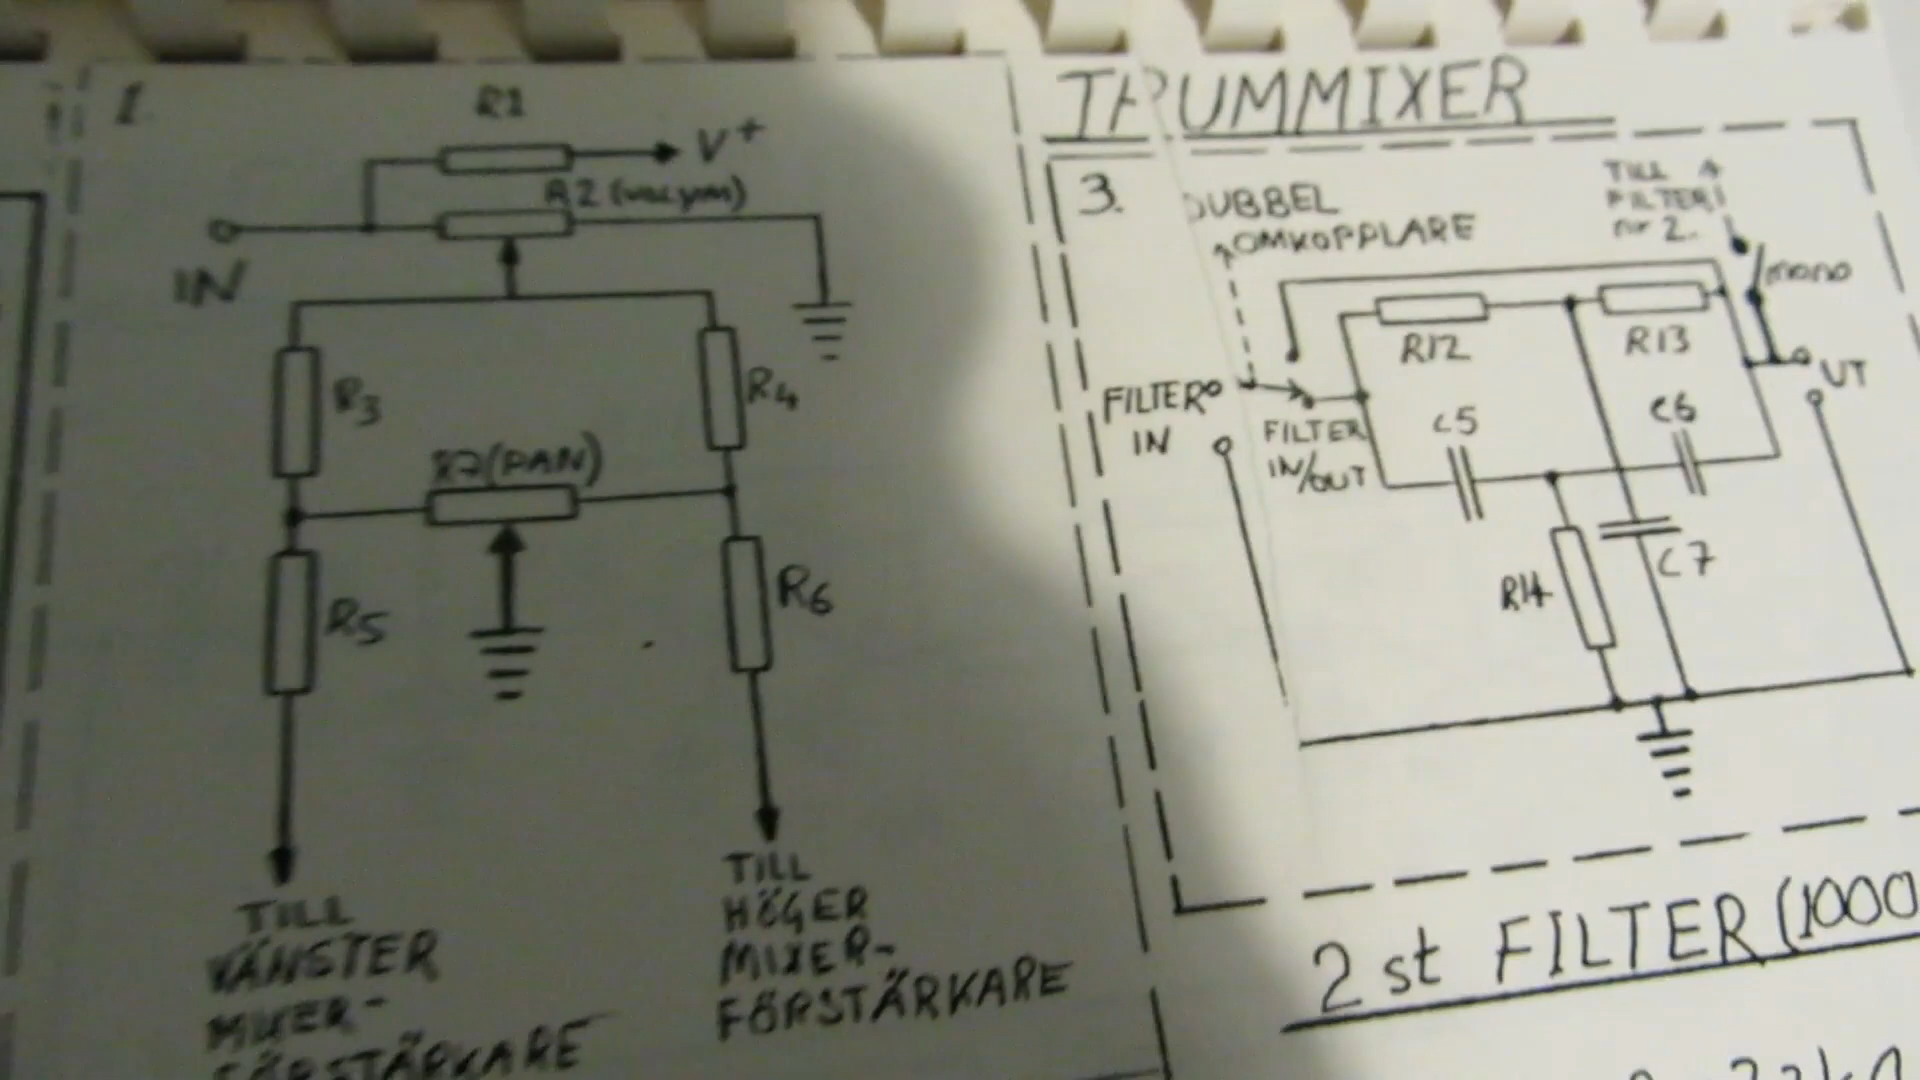 TRUMMIXER
1.
R1
V+
R2 (volym)
IN
R3
R4
R7 (PAN)
R5
R6
TILL
VÄNSTER
MIXER-
FÖRSTÄRKARE
TILL
HÖGER
MIXER-
FÖRSTÄRKARE
3.
DUBBEL
OMKOPPLARE
TILL
FILTER
nr 2.
mono
R12
R13
UT
FILTER
IN
FILTER
IN/OUT
C5
C6
R14
C7
2 st FILTER (1000